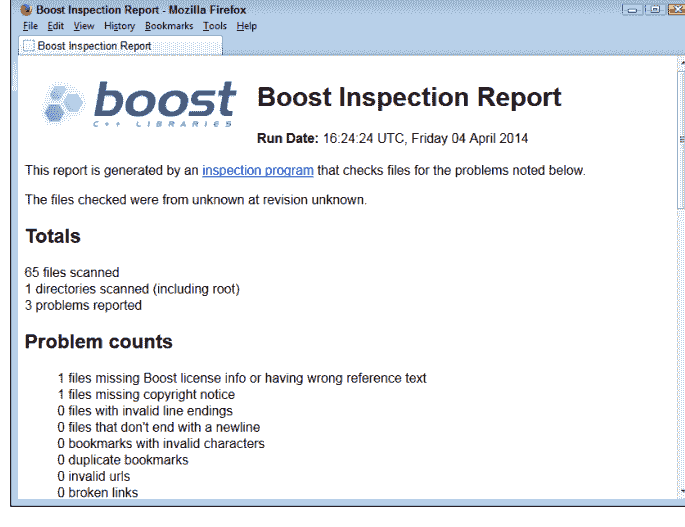 Boost Inspection Report - Mozilla Firefox
File Edit View History Bookmarks Tools Help
Boost Inspection Report
boost
C++ LIBRARIES
Boost Inspection Report
Run Date: 16:24:24 UTC, Friday 04 April 2014
This report is generated by an inspection program that checks files for the problems noted below.
The files checked were from unknown at revision unknown.
Totals
65 files scanned
1 directories scanned (including root)
3 problems reported
Problem counts
1 files missing Boost license info or having wrong reference text
1 files missing copyright notice
0 files with invalid line endings
0 files that don't end with a newline
0 bookmarks with invalid characters
0 duplicate bookmarks
0 invalid urls
0 broken links